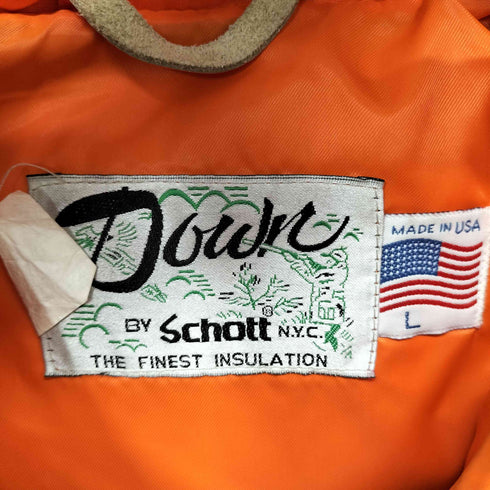 Down
BY Schott® N.Y.C.
THE FINEST INSULATION
MADE IN USA
L